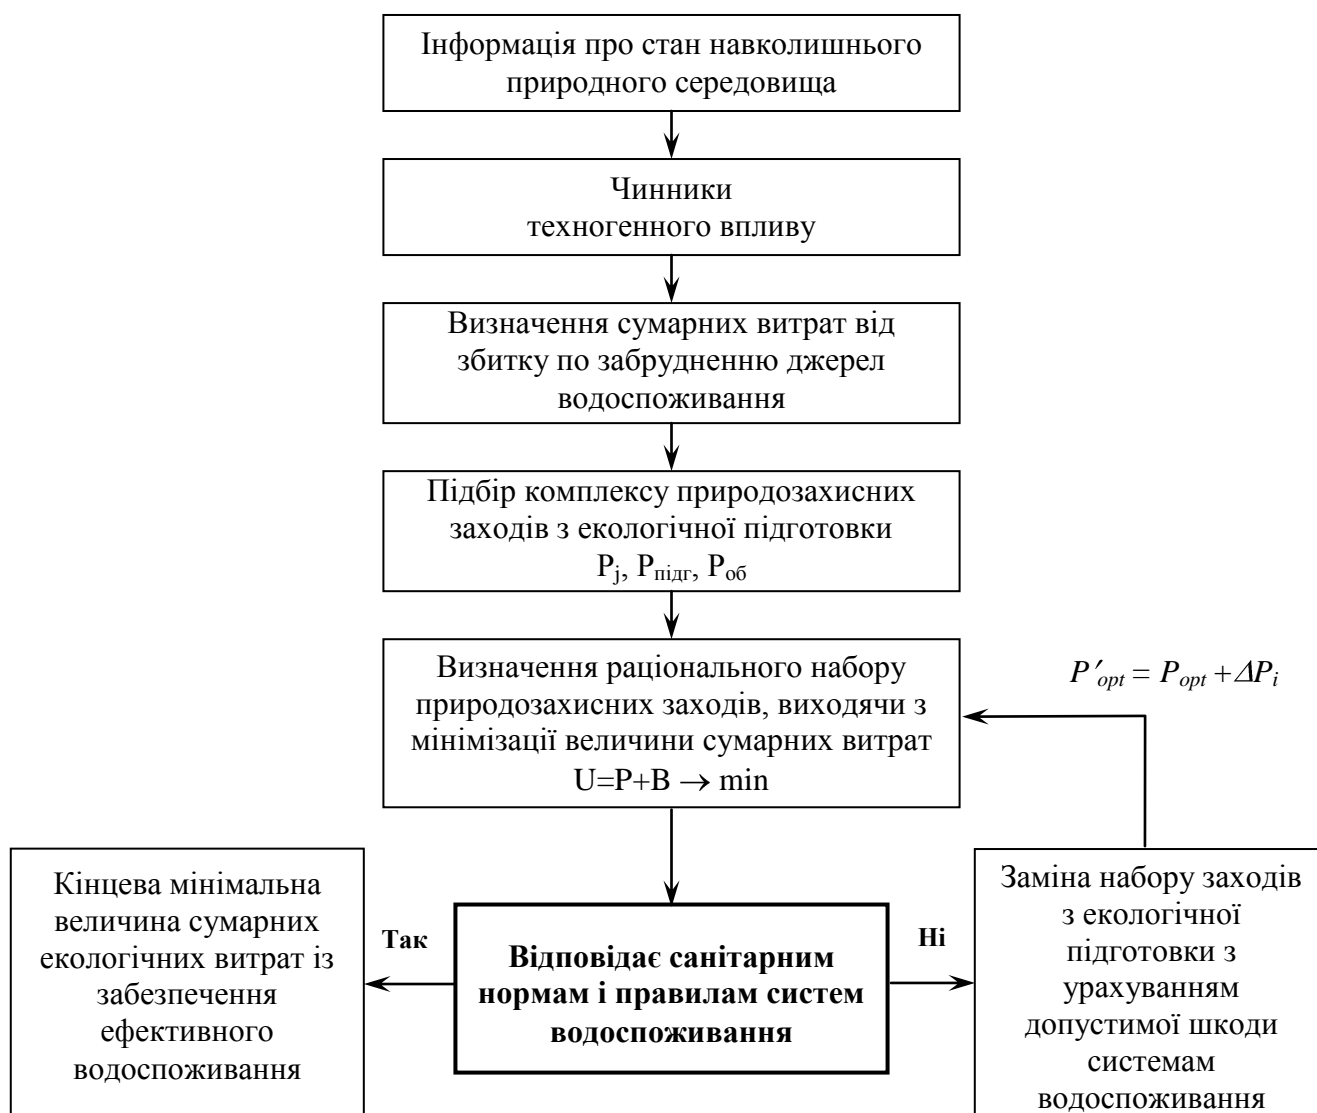 Інформація про стан навколишнього
природного середовища
Чинники
техногенного впливу
Визначення сумарних витрат від
збитку по забрудненню джерел
водоспоживання
Підбір комплексу природозахисних
заходів з екологічної підготовки
Pj, Pпідг, Pоб
Визначення раціонального набору
природозахисних заходів, виходячи з
мінімізації величини сумарних витрат
U=P+B → min
P′opt = Popt +ΔPi
Кінцева мінімальна
величина сумарних
екологічних витрат із
забезпечення
ефективного
водоспоживання
Так
Відповідає санітарним
нормам і правилам систем
водоспоживання
Ні
Заміна набору заходів
з екологічної
підготовки з
урахуванням
допустимої шкоди
системам
водоспоживання